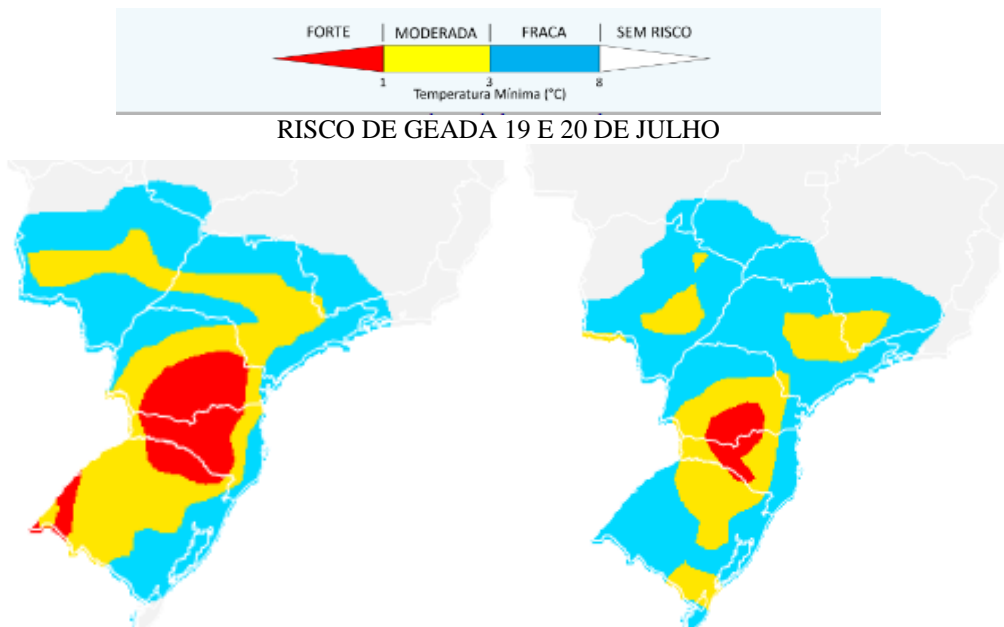 FORTE | MODERADA | FRACA | SEM RISCO
1 3 8
Temperatura Mínima (°C)
RISCO DE GEADA 19 E 20 DE JULHO